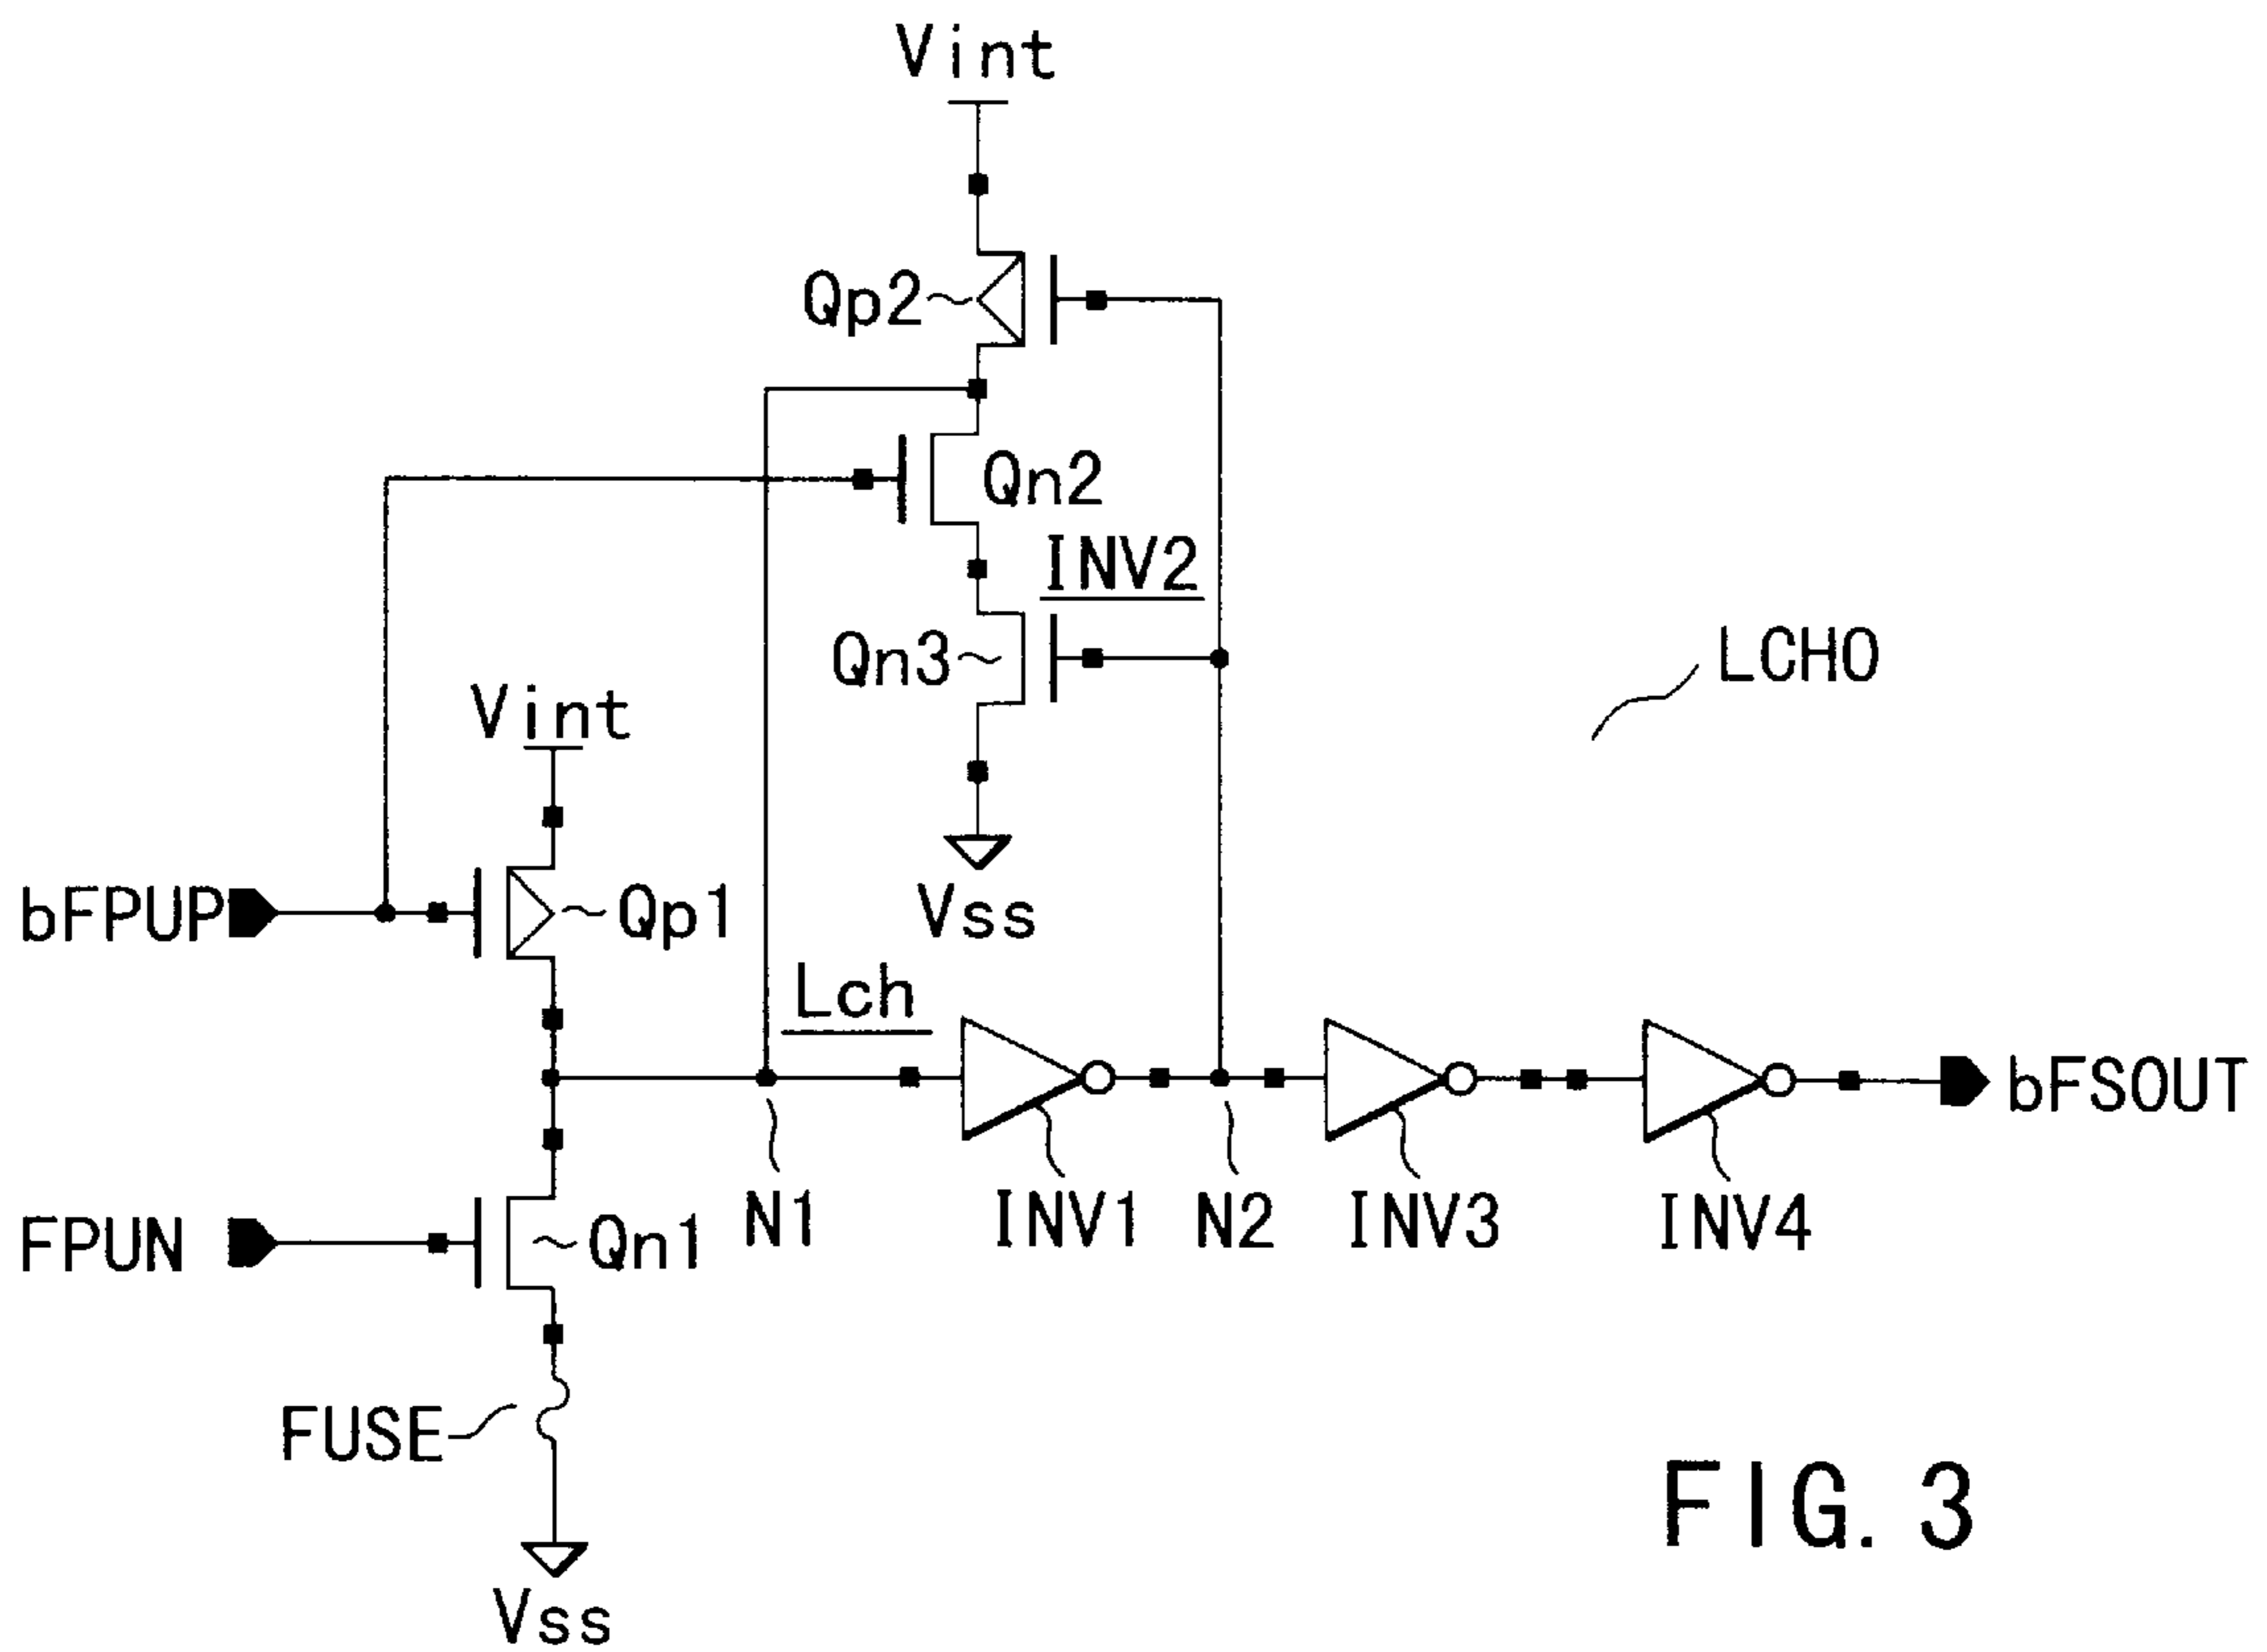 Vint
Qp2
Qn2
INV2
Qn3
LCH0
Vint
bFPUP
Qp1
Vss
Lch
bFSOUT
N1
INV1
N2
INV3
INV4
FPUN
Qn1
FUSE
FIG. 3
Vss